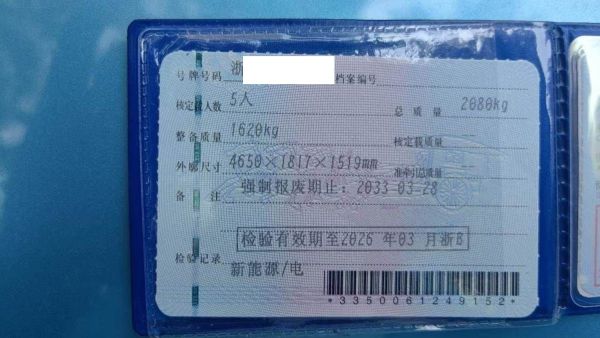 号牌号码 浙 档案编号
核定载人数 5人 总质量 2080kg
整备质量 1620kg 核定载质量
外廓尺寸 4650×1817×1519mm 准牵引总质量
备注 强制报废期止：2033-03-28
检验有效期至2026 年03 月浙B
检验记录
新能源/电
*3350061249152*